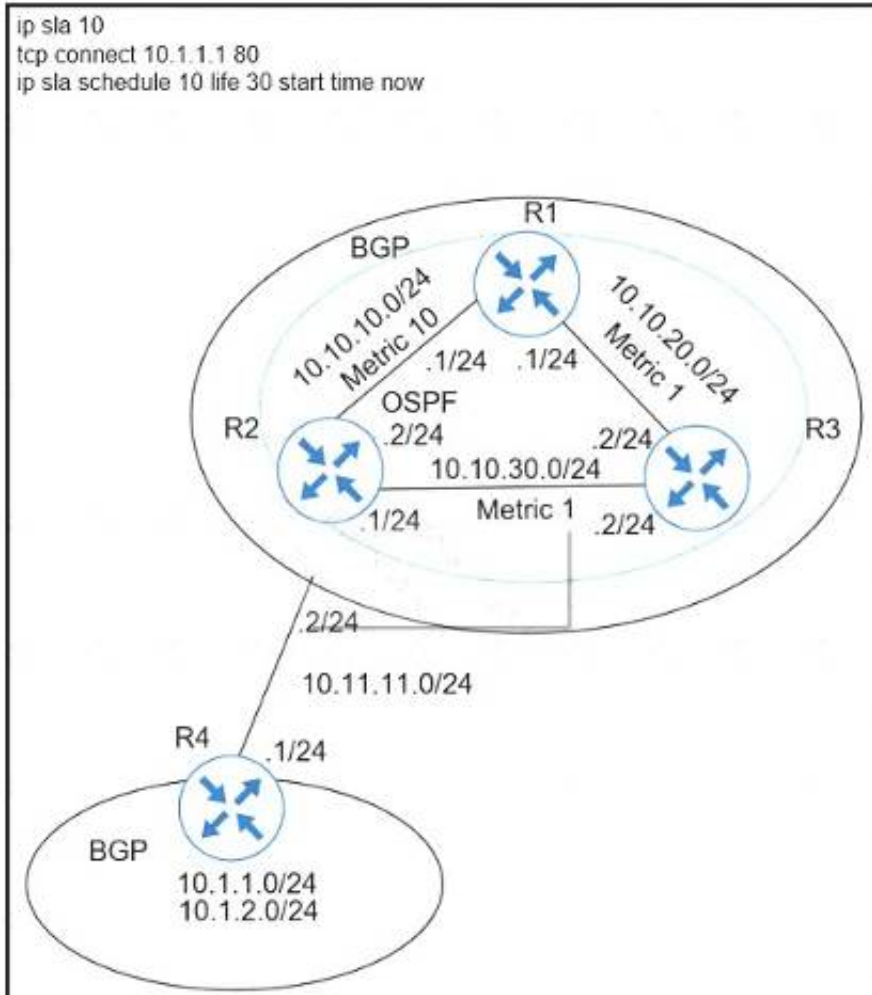 ip sla 10
tcp connect 10.1.1.1 80
ip sla schedule 10 life 30 start time now
R1
BGP
10.10.10.0/24
Metric 10
10.10.20.0/24
Metric 1
.1/24
.1/24
OSPF
R2
.2/24
.2/24
R3
10.10.30.0/24
Metric 1
.1/24
.2/24
.2/24
10.11.11.0/24
R4
.1/24
BGP
10.1.1.0/24
10.1.2.0/24